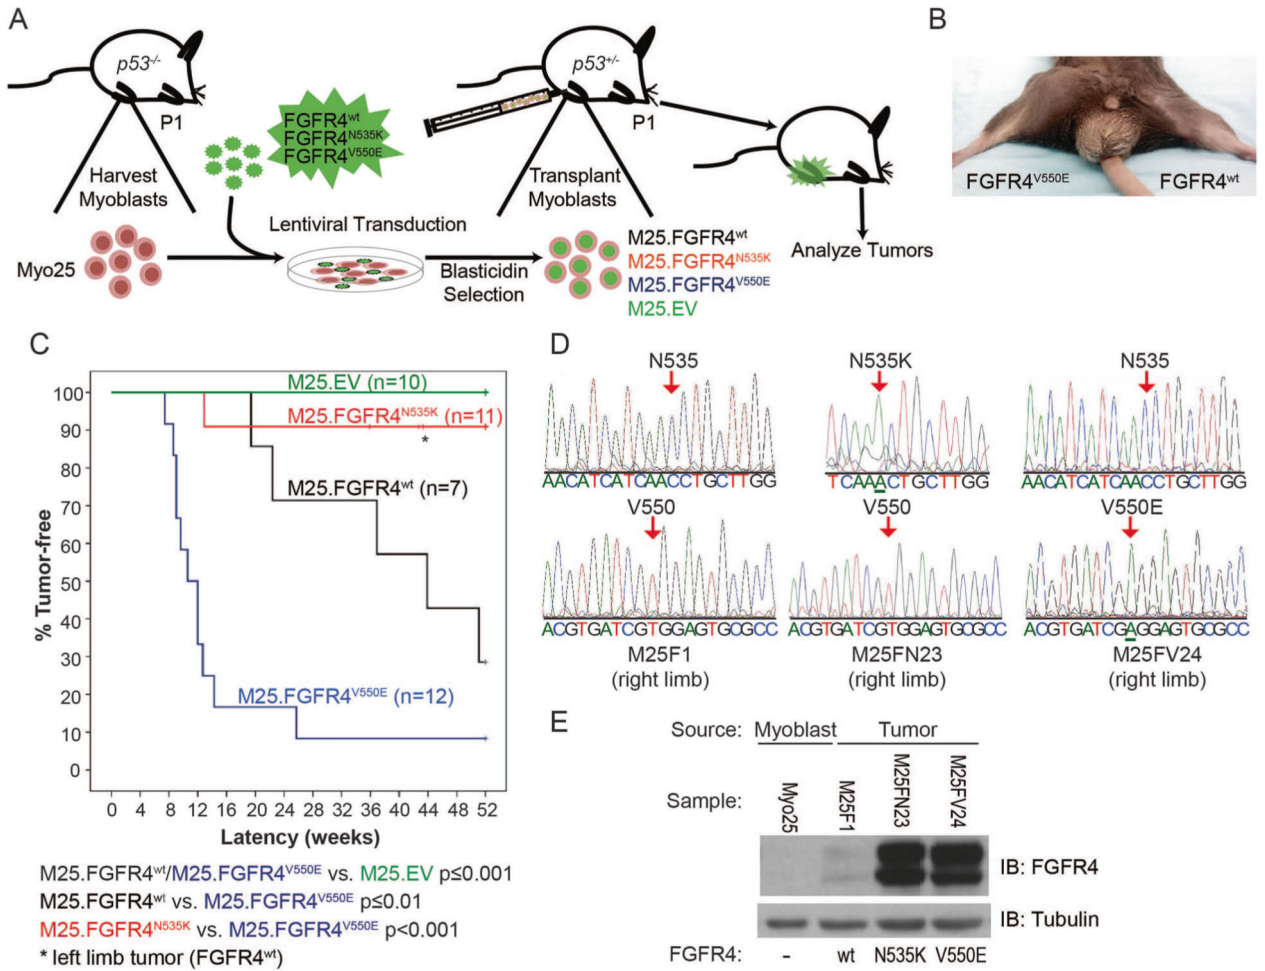 A
p53-/-
P1
Harvest
Myoblasts
Myo25
FGFR4wt
FGFR4N535K
FGFR4V550E
Lentiviral Transduction
Blasticidin
Selection
p53+/-
P1
Transplant
Myoblasts
M25.FGFR4wt
M25.FGFR4N535K
M25.FGFR4V550E
M25.EV
Analyze Tumors
B
FGFR4V550E
FGFR4wt
C
% Tumor-free
100
90
80
70
60
50
40
30
20
10
0
M25.EV (n=10)
M25.FGFR4N535K (n=11)
*
M25.FGFR4wt (n=7)
M25.FGFR4V550E (n=12)
0 4 8 12 16 20 24 28 32 36 40 44 48 52
Latency (weeks)
M25.FGFR4wt/M25.FGFR4V550E vs. M25.EV p≤0.001
M25.FGFR4wt vs. M25.FGFR4V550E p≤0.01
M25.FGFR4N535K vs. M25.FGFR4V550E p<0.001
* left limb tumor (FGFR4wt)
D
N535
N535K
N535
AACATCATCAACCTGCTTGG
TCAAACTGCTTGG
AACATCATCAACCTGCTTGG
V550
V550
V550E
ACGTGATCGTGGAGTGCGCC
ACGTGATCGTGGAGTGCGCC
ACGTGATCGAGGAGTGCGCC
M25F1
(right limb)
M25FN23
(right limb)
M25FV24
(right limb)
E
Source: Myoblast Tumor
Sample: Myo25 M25F1 M25FN23 M25FV24
IB: FGFR4
IB: Tubulin
FGFR4: - wt N535K V550E